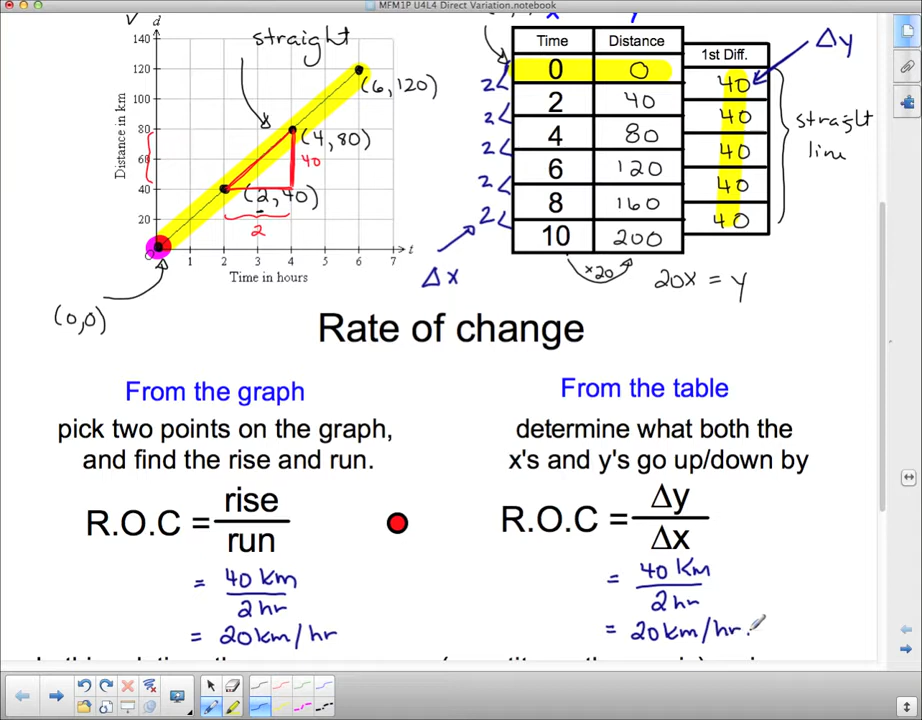 MFM1P U4L4 Direct Variation.notebook
d
140
120
100
80
60
40
20
1 2 3 4 5 6 7 t
Distance in km
Time in hours
straight
(6,120)
(4,80)
40
(2,40)
2
(0,0)
Time Distance 1st Diff.
0 0
2 40
4 80
6 120
8 160
10 200
40
40
40
40
40
2
2
2
2
2
Δy
Δx
straight
line
×20
20x = y
Rate of change
From the graph
pick two points on the graph,
and find the rise and run.
R.O.C = rise
run
= 40 km
2 hr
= 20 km/hr
From the table
determine what both the
x's and y's go up/down by
R.O.C = Δy
Δx
= 40 km
2 hr
= 20 km/hr.